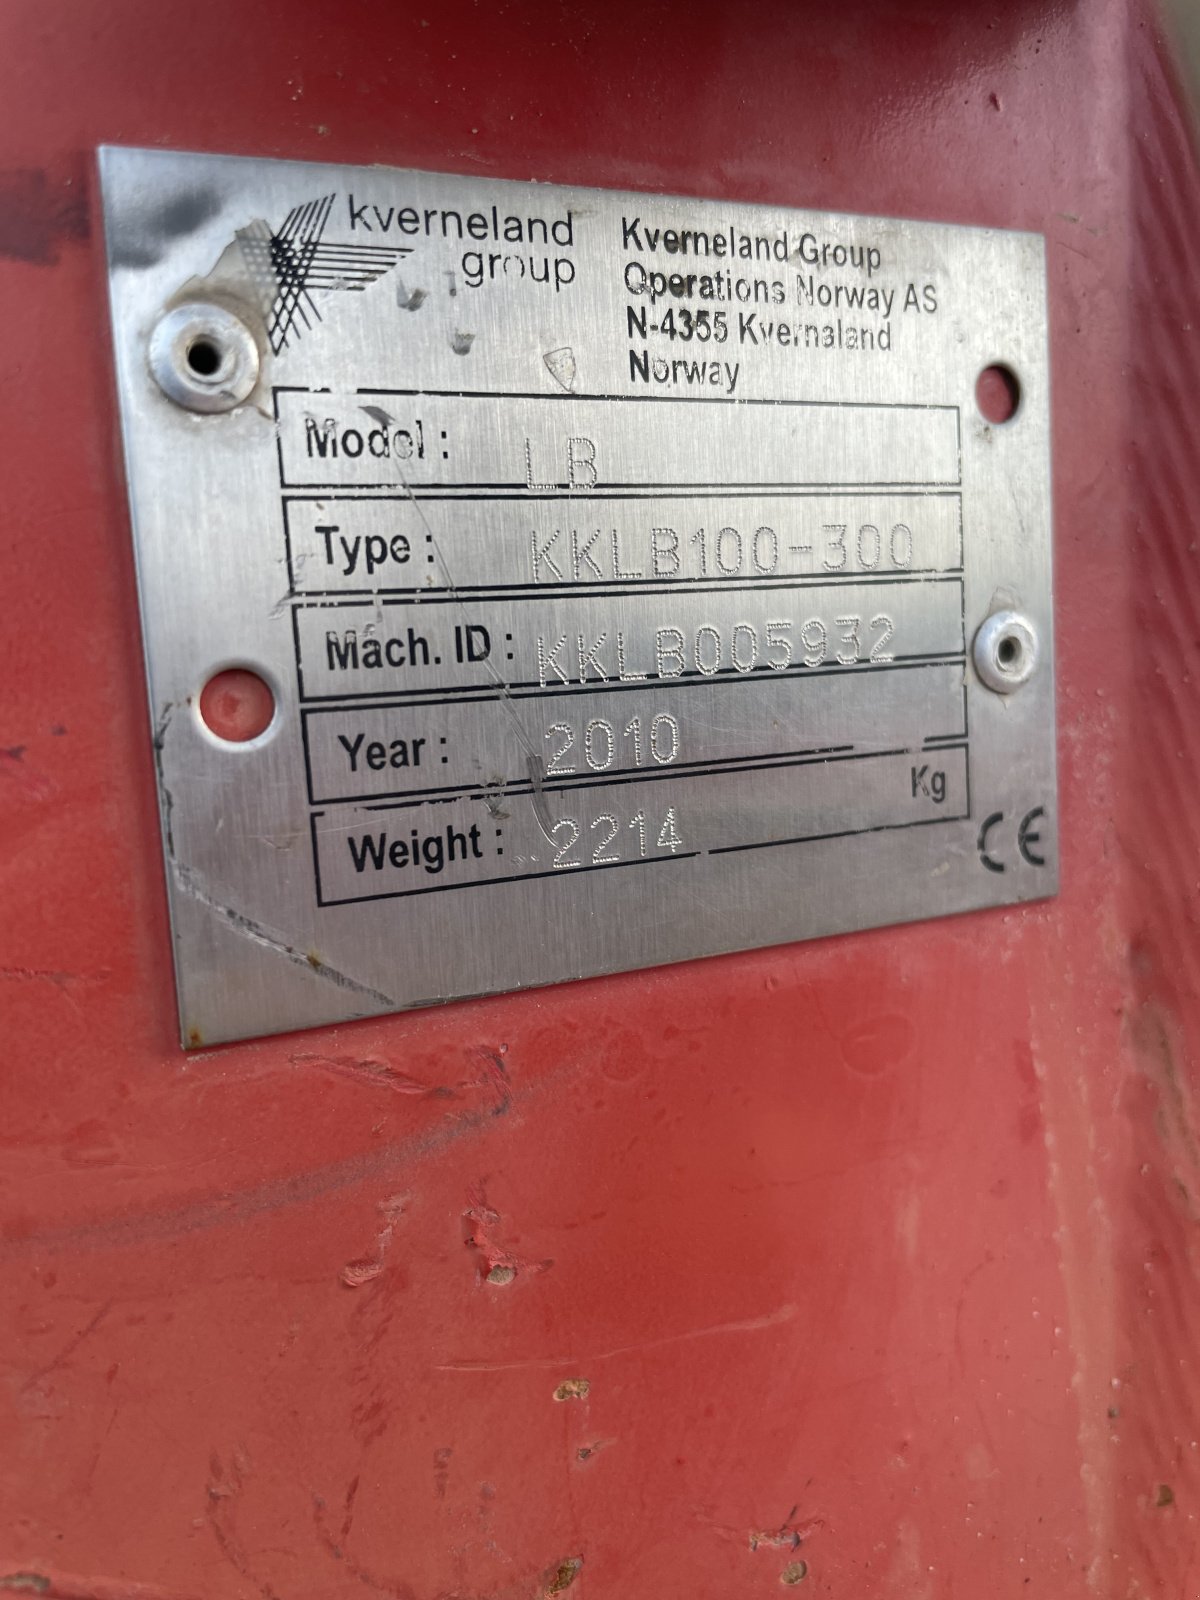 kverneland
group
Kverneland Group
Operations Norway AS
N-4355 Kvernaland
Norway
Model : LB
Type : KKLB100-300
Mach. ID : KKLB005932
Year : 2010
Weight : 2214 Kg
CE